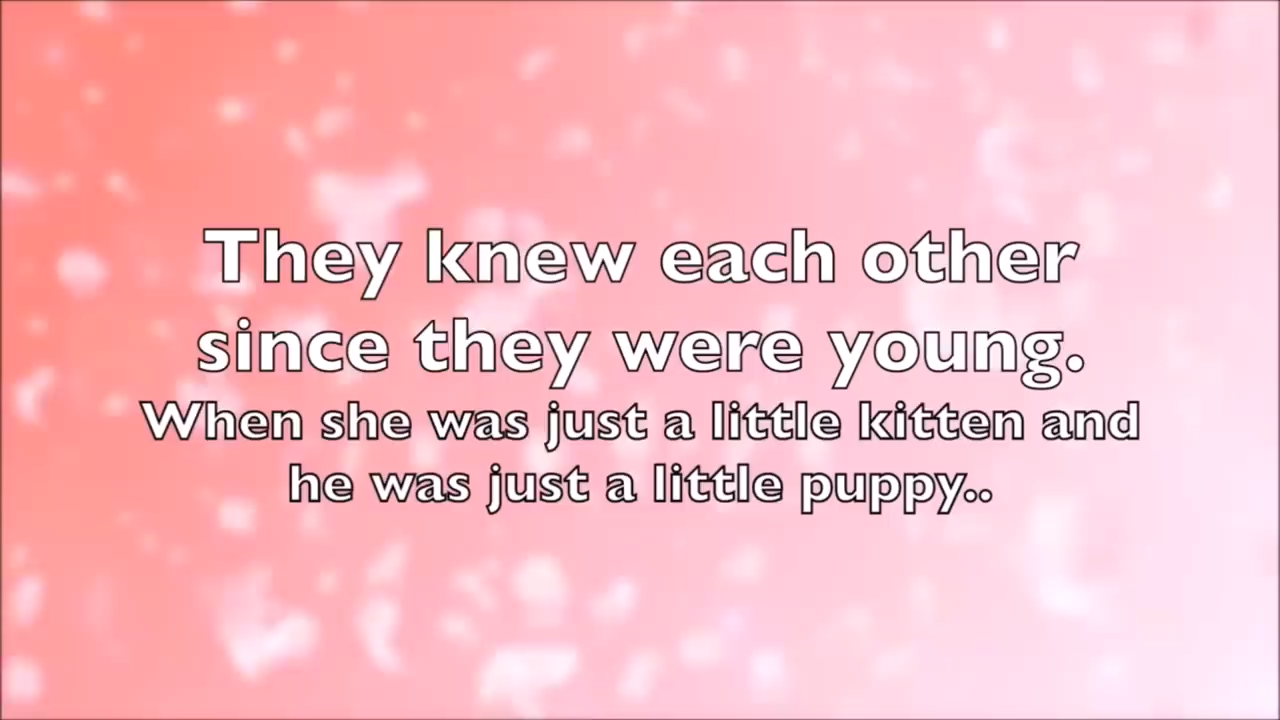 They knew each other
since they were young.
When she was just a little kitten and
he was just a little puppy..